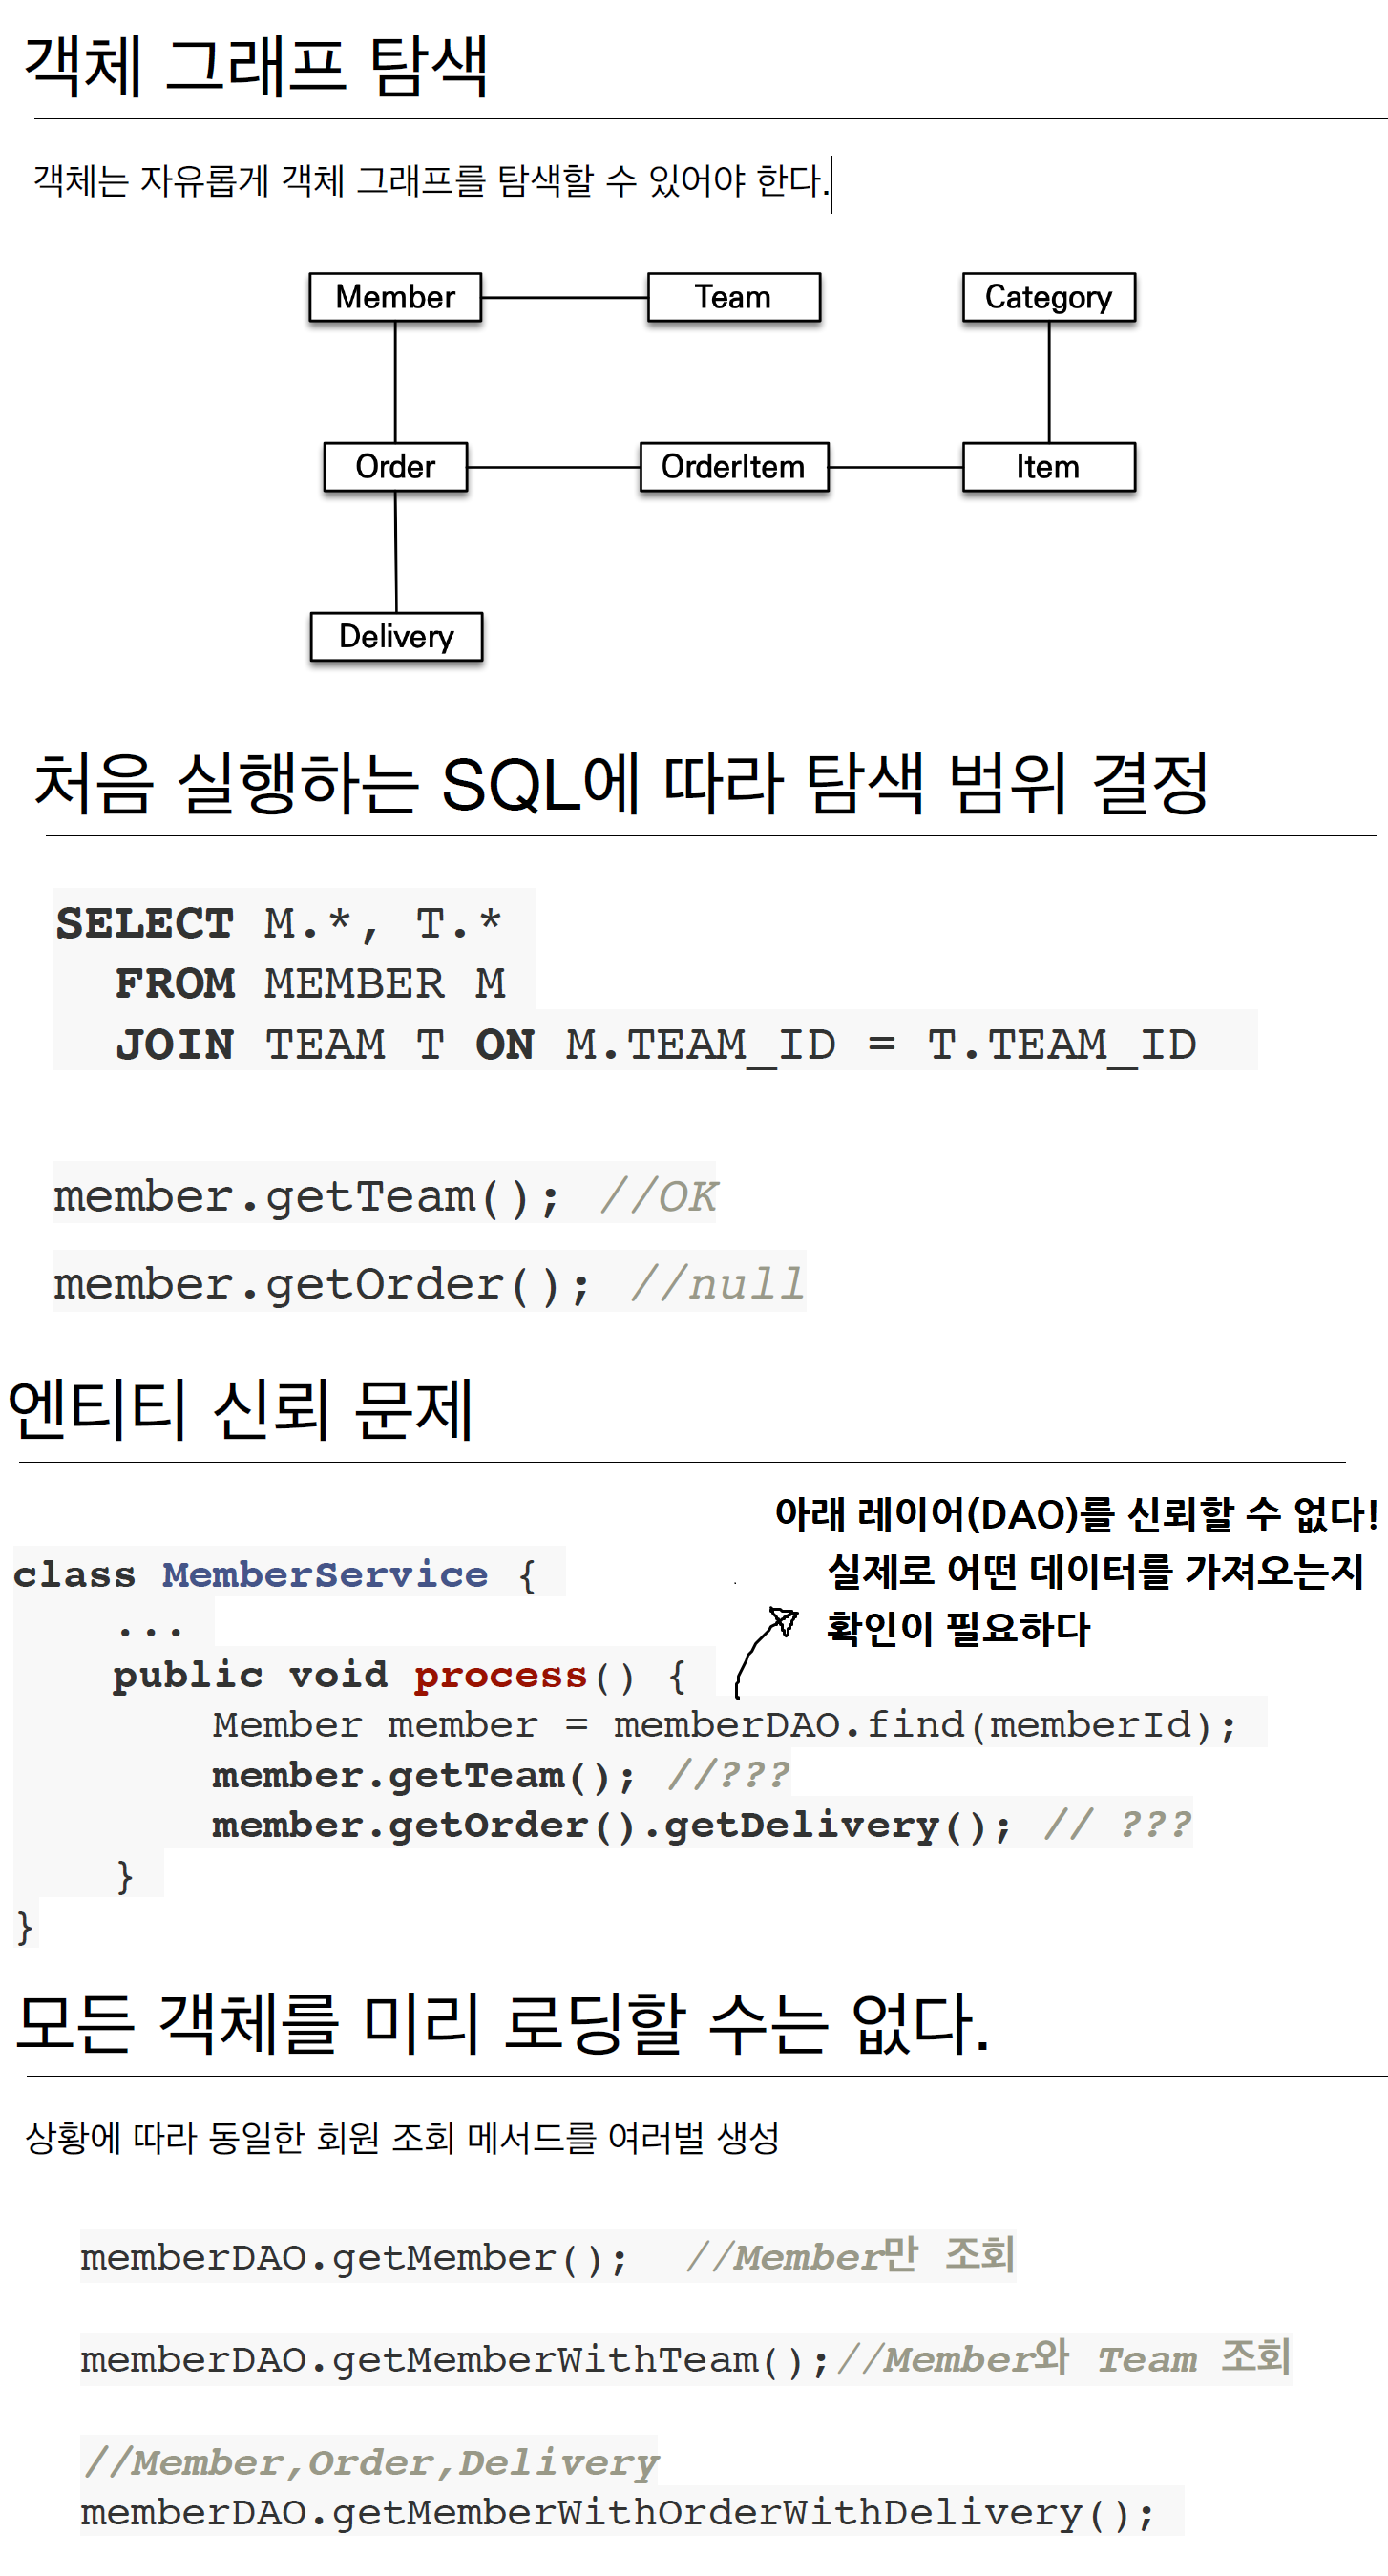 객체 그래프 탐색
객체는 자유롭게 객체 그래프를 탐색할 수 있어야 한다.
Member Team Category
Order OrderItem Item
Delivery
처음 실행하는 SQL에 따라 탐색 범위 결정
SELECT M.*, T.*
FROM MEMBER M
JOIN TEAM T ON M.TEAM_ID = T.TEAM_ID
member.getTeam(); //OK
member.getOrder(); //null
엔티티 신뢰 문제
아래 레이어(DAO)를 신뢰할 수 없다!
실제로 어떤 데이터를 가져오는지
확인이 필요하다
class MemberService {
...
public void process() {
Member member = memberDAO.find(memberId);
member.getTeam(); //???
member.getOrder().getDelivery(); // ???
}
}
모든 객체를 미리 로딩할 수는 없다.
상황에 따라 동일한 회원 조회 메서드를 여러벌 생성
memberDAO.getMember(); //Member만 조회
memberDAO.getMemberWithTeam();//Member와 Team 조회
//Member,Order,Delivery
memberDAO.getMemberWithOrderWithDelivery();